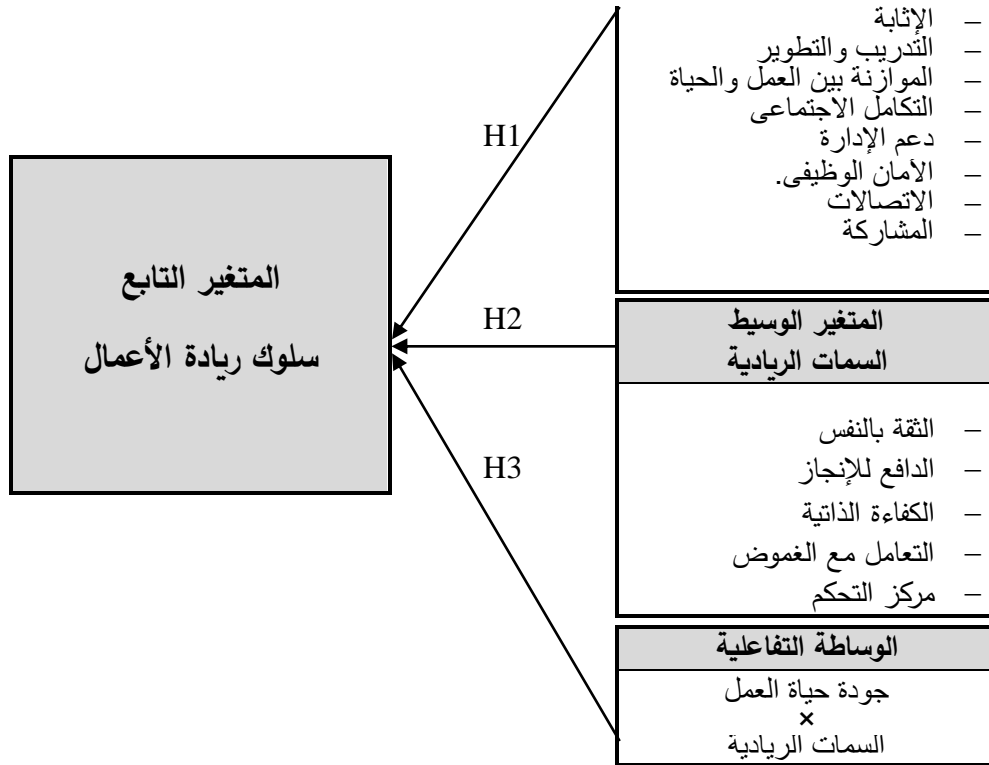 – الإثابة
– التدريب والتطوير
– الموازنة بين العمل والحياة
– التكامل الاجتماعى
– دعم الإدارة
– الأمان الوظيفى.
– الاتصالات
– المشاركة
H1
المتغير الوسيط
السمات الريادية
H2
– الثقة بالنفس
– الدافع للإنجاز
– الكفاءة الذاتية
– التعامل مع الغموض
– مركز التحكم
H3
الوساطة التفاعلية
جودة حياة العمل
×
السمات الريادية
المتغير التابع
سلوك ريادة الأعمال